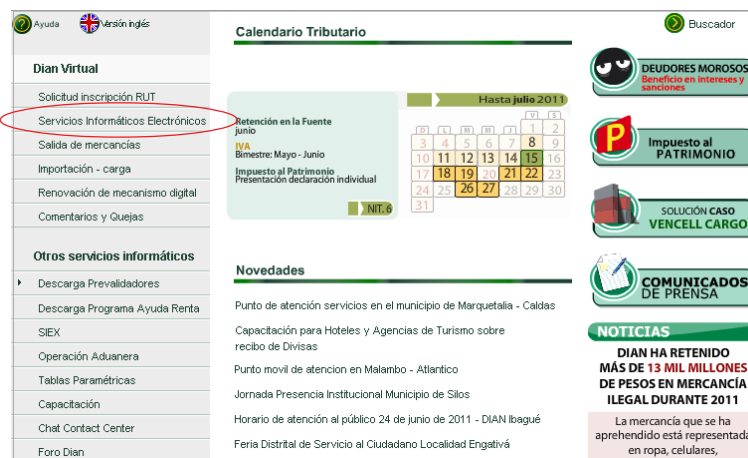 Ayuda
Versión inglés
Dian Virtual
Solicitud inscripción RUT
Servicios Informáticos Electrónicos
Salida de mercancías
Importación - carga
Renovación de mecanismo digital
Comentarios y Quejas
Otros servicios informáticos
Descarga Prevalidadores
Descarga Programa Ayuda Renta
SIEX
Operación Aduanera
Tablas Paramétricas
Capacitación
Chat Contact Center
Foro Dian
Calendario Tributario
Hasta julio 2011
Retención en la Fuente
junio
IVA
Bimestre: Mayo - Junio
Impuesto al Patrimonio
Presentación declaración individual
NIT. 6
D L M M J V S
1 2
3 4 5 6 7 8 9
10 11 12 13 14 15 16
17 18 19 20 21 22 23
24 25 26 27 28 29 30
31
Novedades
Punto de atención servicios en el municipio de Marquetalia - Caldas
Capacitación para Hoteles y Agencias de Turismo sobre
recibo de Divisas
Punto movil de atencion en Malambo - Atlantico
Jornada Presencia Institucional Municipio de Silos
Horario de atención al público 24 de junio de 2011 - DIAN Ibagué
Feria Distrital de Servicio al Ciudadano Localidad Engativá
Buscador
DEUDORES MOROSOS
Beneficio en intereses y
sanciones
P
Impuesto al
PATRIMONIO
SOLUCIÓN CASO
VENCELL CARGO
COMUNICADOS
DE PRENSA
NOTICIAS
DIAN HA RETENIDO
MÁS DE 13 MIL MILLONES
DE PESOS EN MERCANCÍA
ILEGAL DURANTE 2011
La mercancía que se ha
aprehendido está representada
en ropa, celulares,